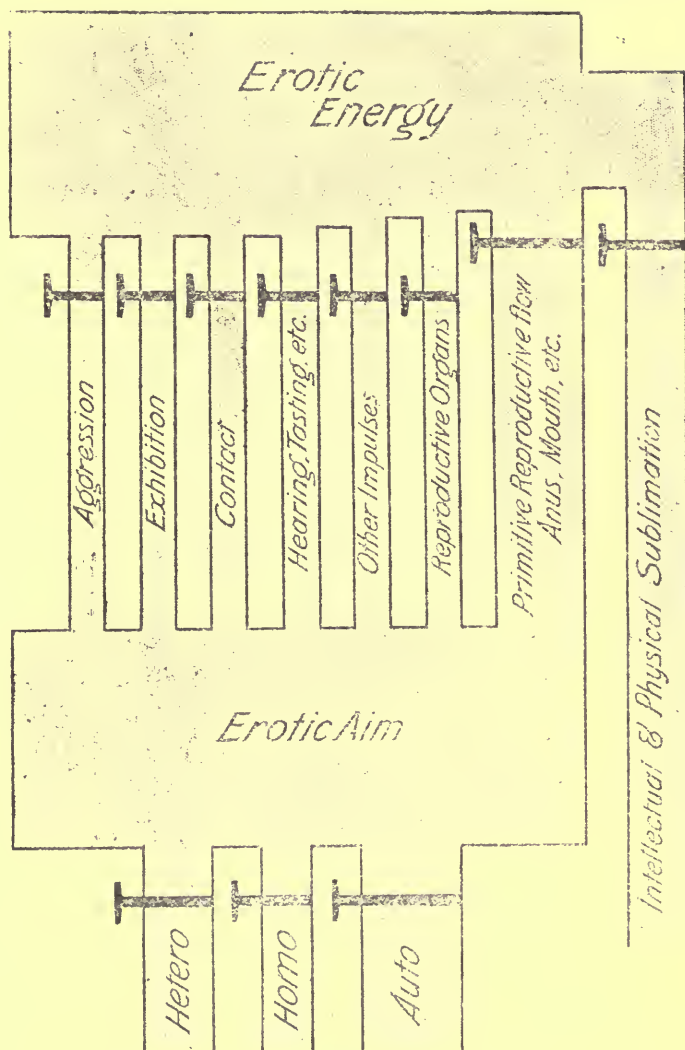 Erotic
Energy
Aggression
Exhibition
Contact
Hearing, Tasting, etc.
Other Impulses
Reproductive Organs
Primitive Reproductive flow
Anus, Mouth, etc.
Intellectual & Physical Sublimation
Erotic Aim
Hetero
Homo
Auto